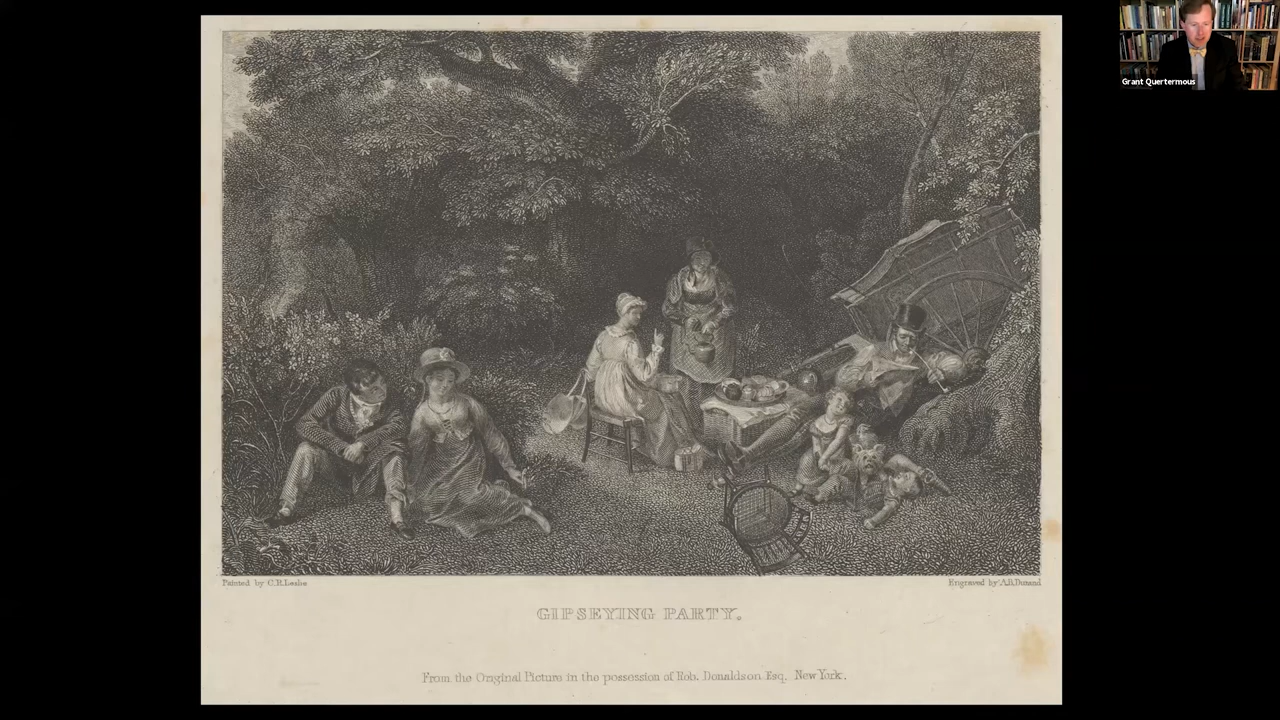 Grant Quertermous
Painted by C.R.Leslie
Engraved by A.B.Durand
GIPSEYING PARTY.
From the Original Picture in the possession of Rob. Donaldson Esq. New York.